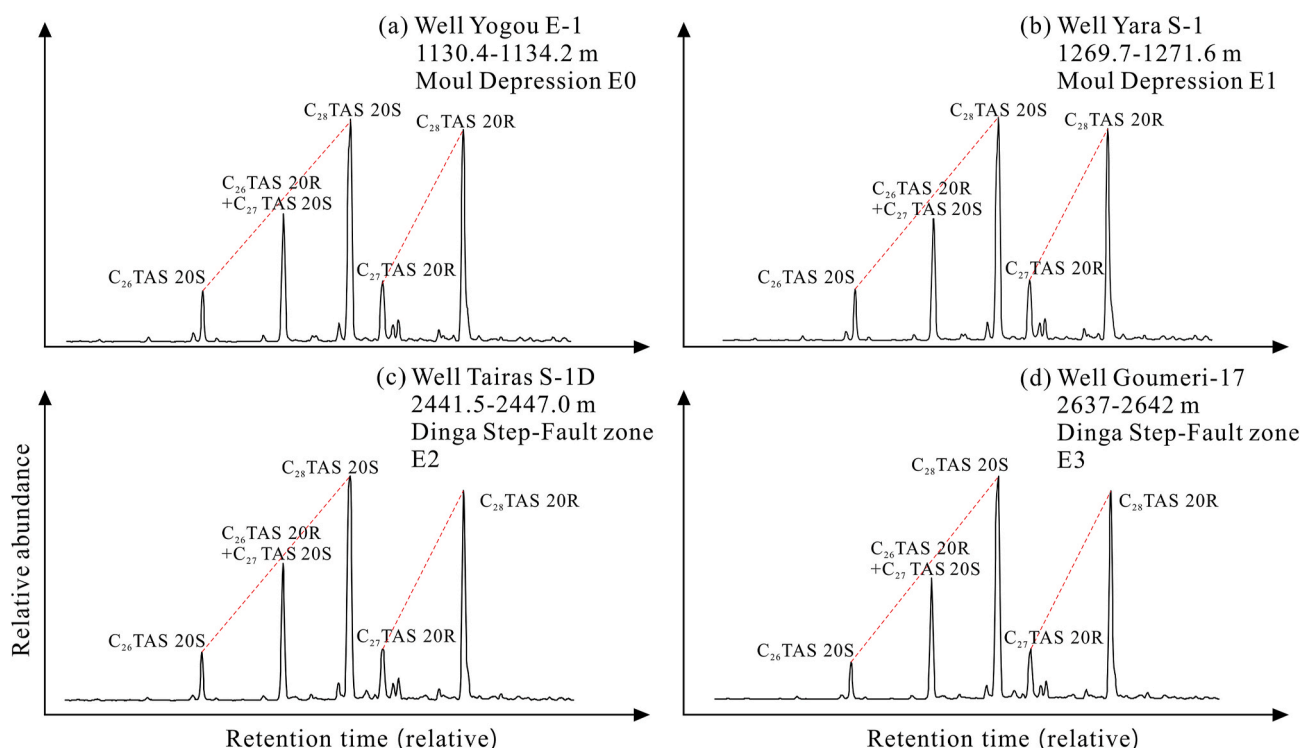 (a) Well Yogou E-1
1130.4-1134.2 m
Moul Depression E0
C₂₈TAS 20S
C₂₈TAS 20R
C₂₆TAS 20R
+C₂₇ TAS 20S
C₂₆TAS 20S
C₂₇TAS 20R
(b) Well Yara S-1
1269.7-1271.6 m
Moul Depression E1
C₂₈TAS 20S
C₂₈TAS 20R
C₂₆TAS 20R
+C₂₇ TAS 20S
C₂₆TAS 20S
C₂₇TAS 20R
(c) Well Tairas S-1D
2441.5-2447.0 m
Dinga Step-Fault zone
E2
C₂₈TAS 20S
C₂₈TAS 20R
C₂₆TAS 20R
+C₂₇ TAS 20S
C₂₆TAS 20S
C₂₇TAS 20R
(d) Well Goumeri-17
2637-2642 m
Dinga Step-Fault zone
E3
C₂₈TAS 20S
C₂₈TAS 20R
C₂₆TAS 20R
+C₂₇ TAS 20S
C₂₆TAS 20S
C₂₇TAS 20R
Relative abundance
Retention time (relative)
Retention time (relative)